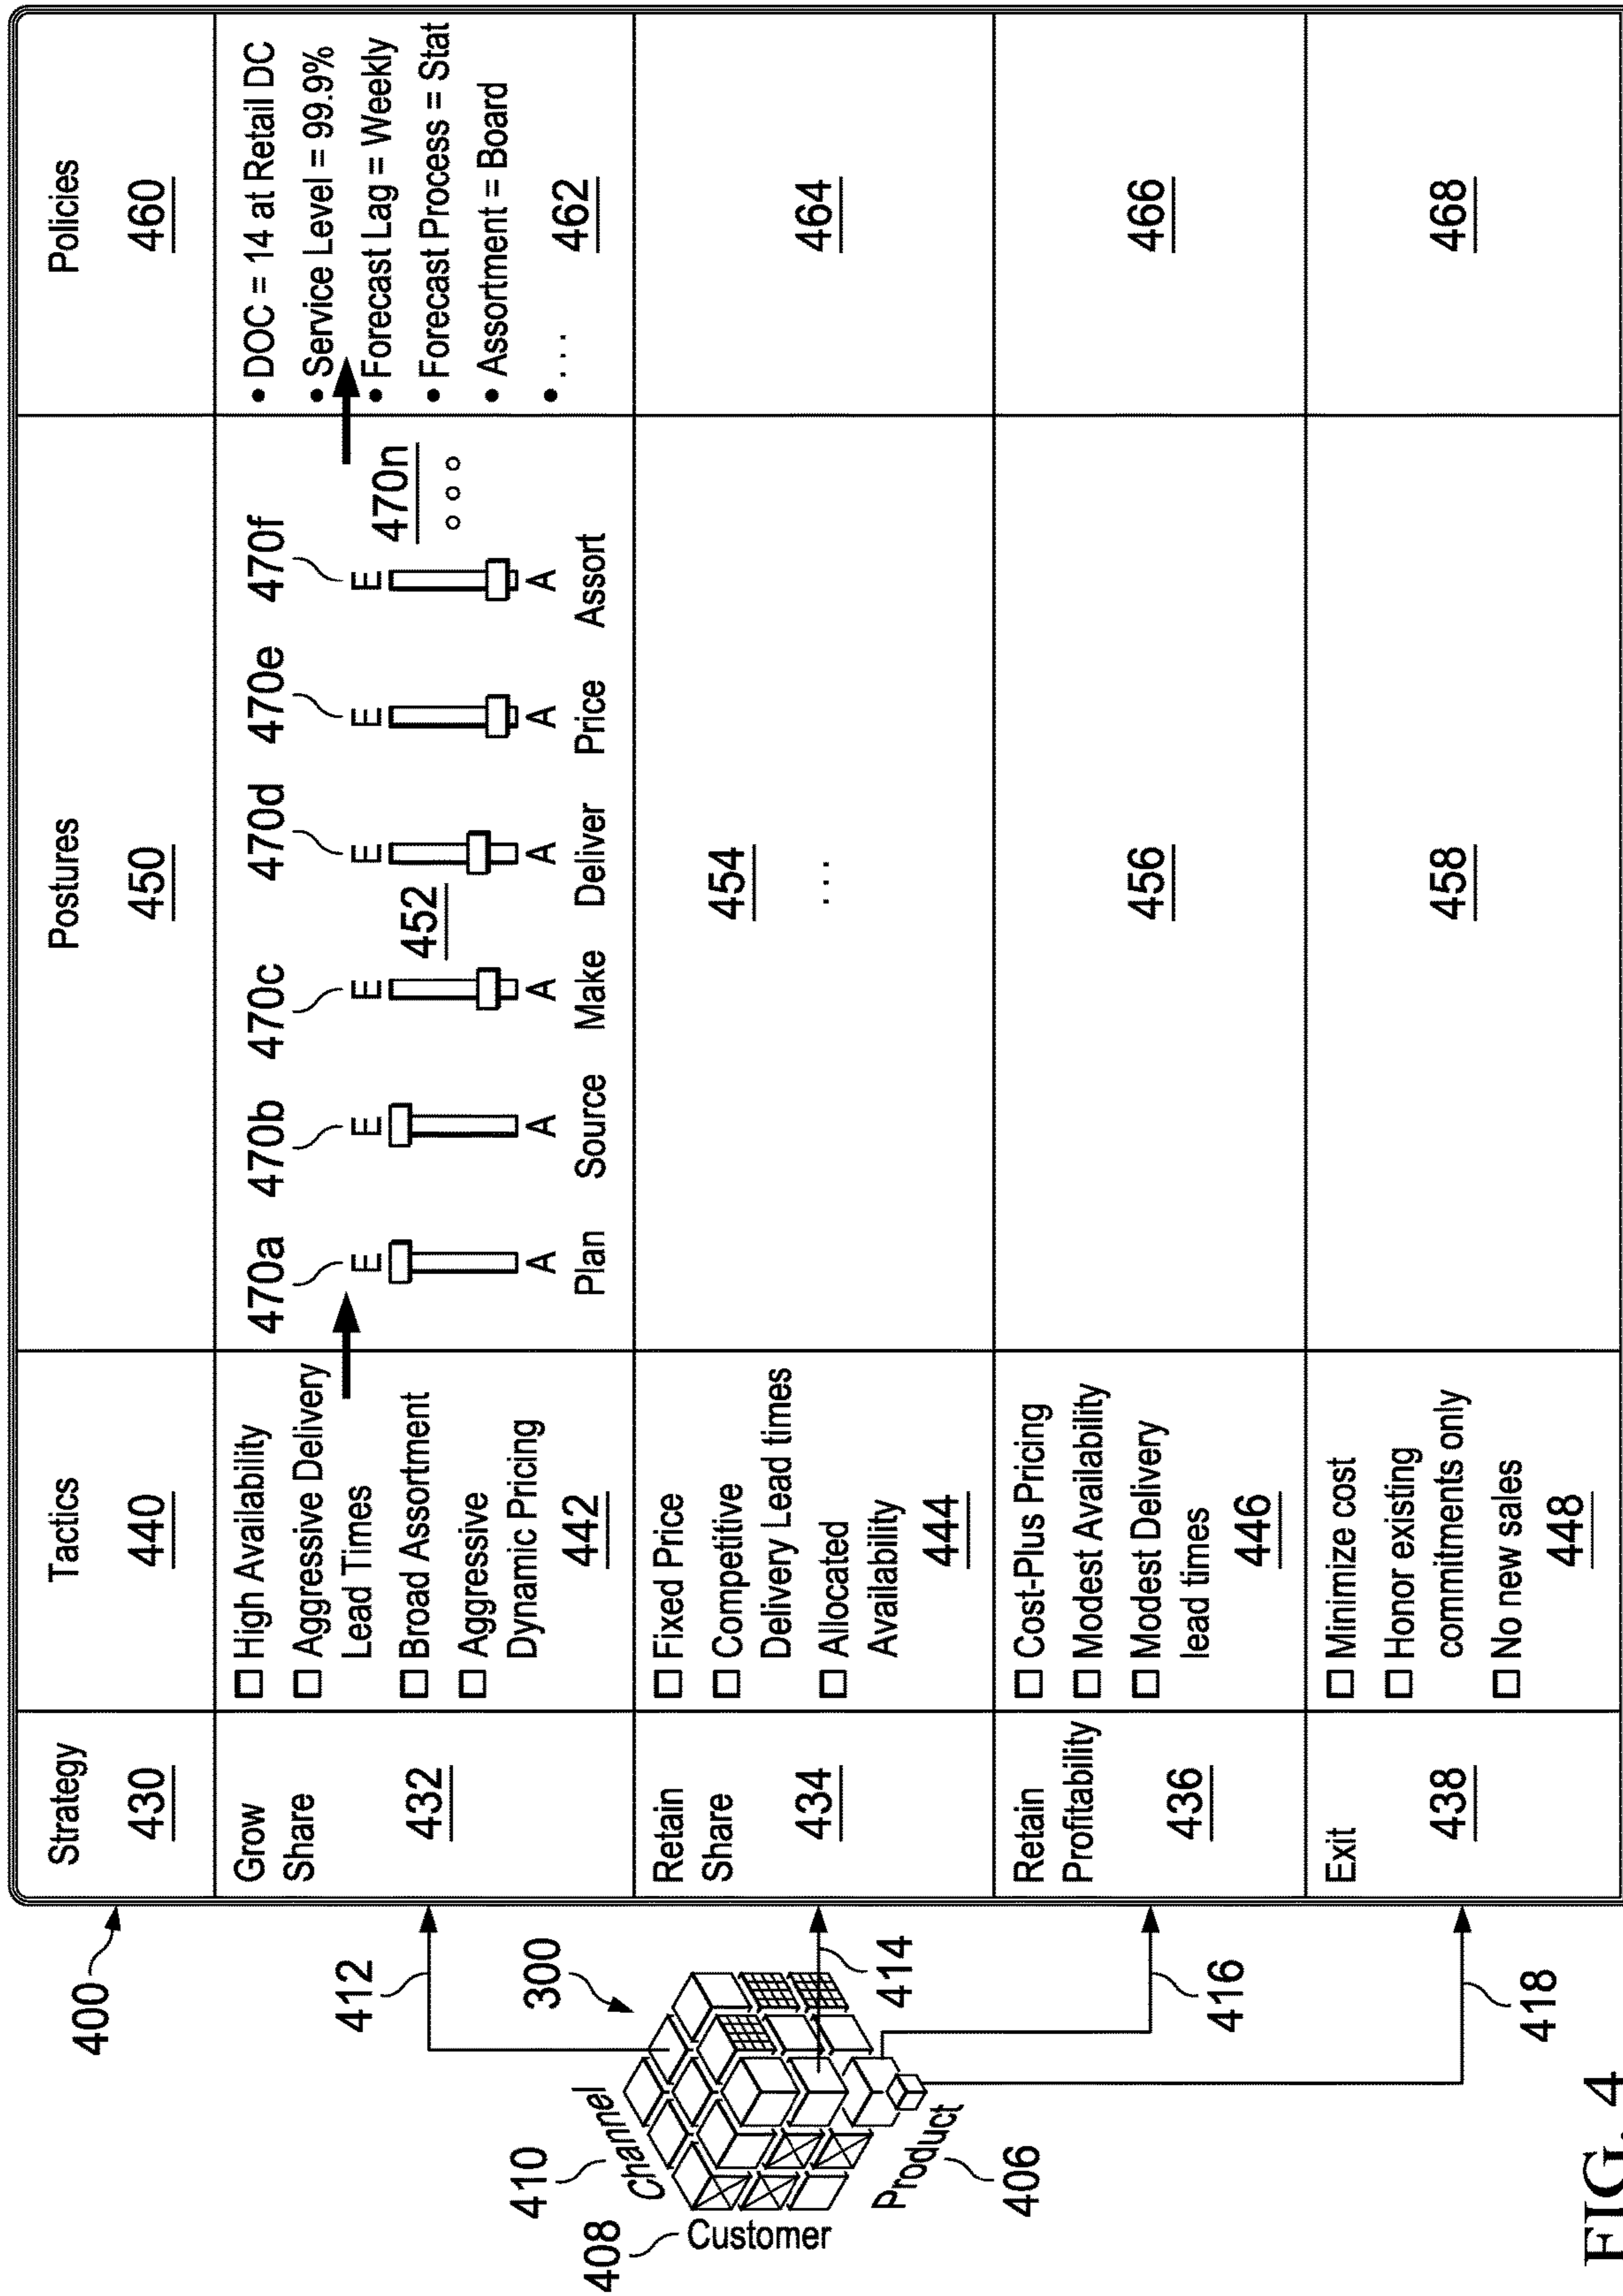 400
Strategy
430
Tactics
440
Postures
450
Policies
460
Grow
Share
432
☐ High Availability
☐ Aggressive Delivery
Lead Times
☐ Broad Assortment
☐ Aggressive
Dynamic Pricing
442
470a
470b
470c
470d
470e
470f
E
E
E
E
E
E
470n
452
A
A
A
A
A
A
Plan
Source
Make
Deliver
Price
Assort
• DOC = 14 at Retail DC
• Service Level = 99.9%
• Forecast Lag = Weekly
• Forecast Process = Stat
• Assortment = Board
• ...
462
Retain
Share
434
☐ Fixed Price
☐ Competitive
Delivery Lead times
☐ Allocated
Availability
444
454
...
464
Retain
Profitability
436
☐ Cost-Plus Pricing
☐ Modest Availability
☐ Modest Delivery
lead times
446
456
466
Exit
438
☐ Minimize cost
☐ Honor existing
commitments only
☐ No new sales
448
458
468
412
300
410
Channel
408
Customer
Product
406
414
416
418
FIG. 4